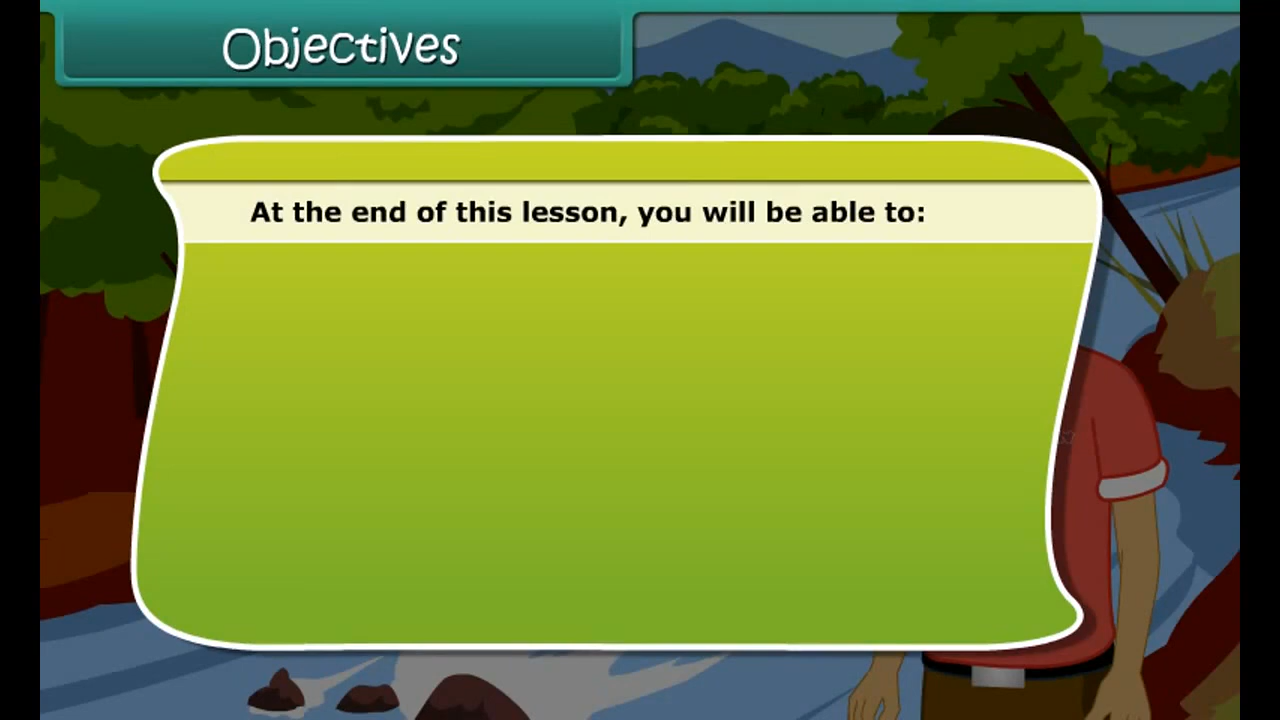 Objectives
At the end of this lesson, you will be able to: